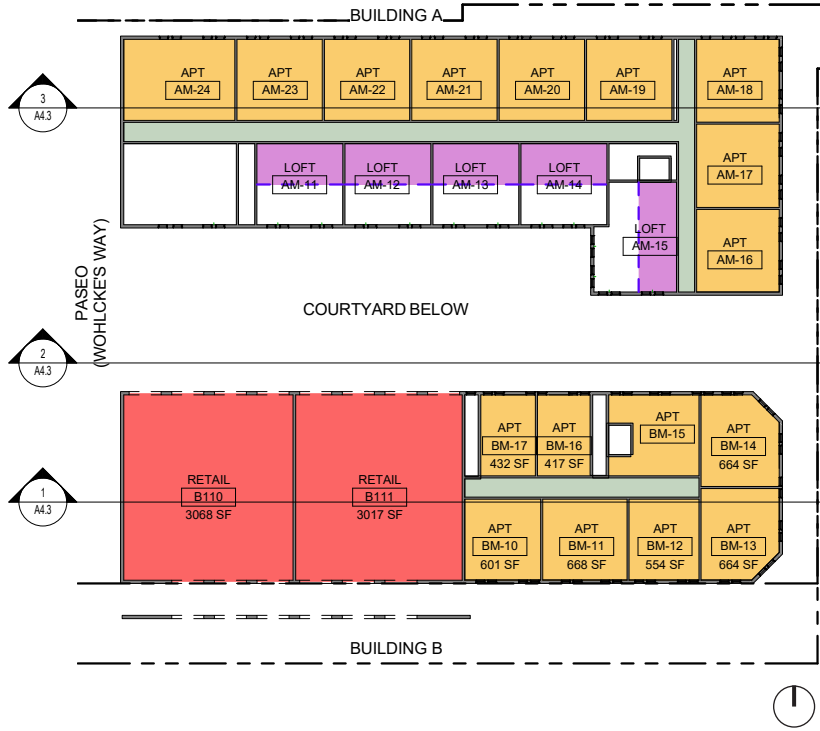 BUILDING A
APT
AM-24
APT
AM-23
APT
AM-22
APT
AM-21
APT
AM-20
APT
AM-19
APT
AM-18
3
A4.3
LOFT
AM-11
LOFT
AM-12
LOFT
AM-13
LOFT
AM-14
APT
AM-17
LOFT
AM-15
APT
AM-16
PASEO
(WOHLCKE'S WAY)
COURTYARD BELOW
2
A4.3
APT
BM-17
432 SF
APT
BM-16
417 SF
APT
BM-15
APT
BM-14
664 SF
RETAIL
B110
3068 SF
RETAIL
B111
3017 SF
1
A4.3
APT
BM-10
601 SF
APT
BM-11
668 SF
APT
BM-12
554 SF
APT
BM-13
664 SF
BUILDING B